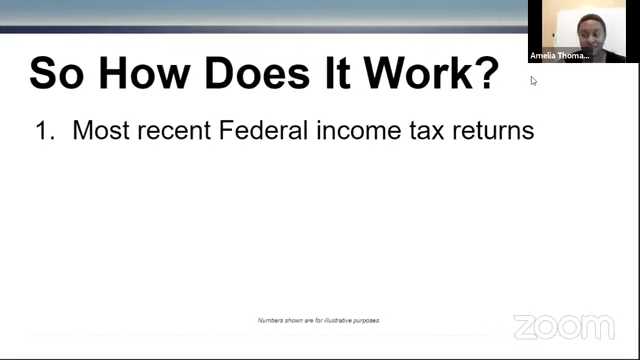 Amelia Thoma...
So How Does It Work?
1. Most recent Federal income tax returns
Numbers shown are for illustrative purposes.
zoom